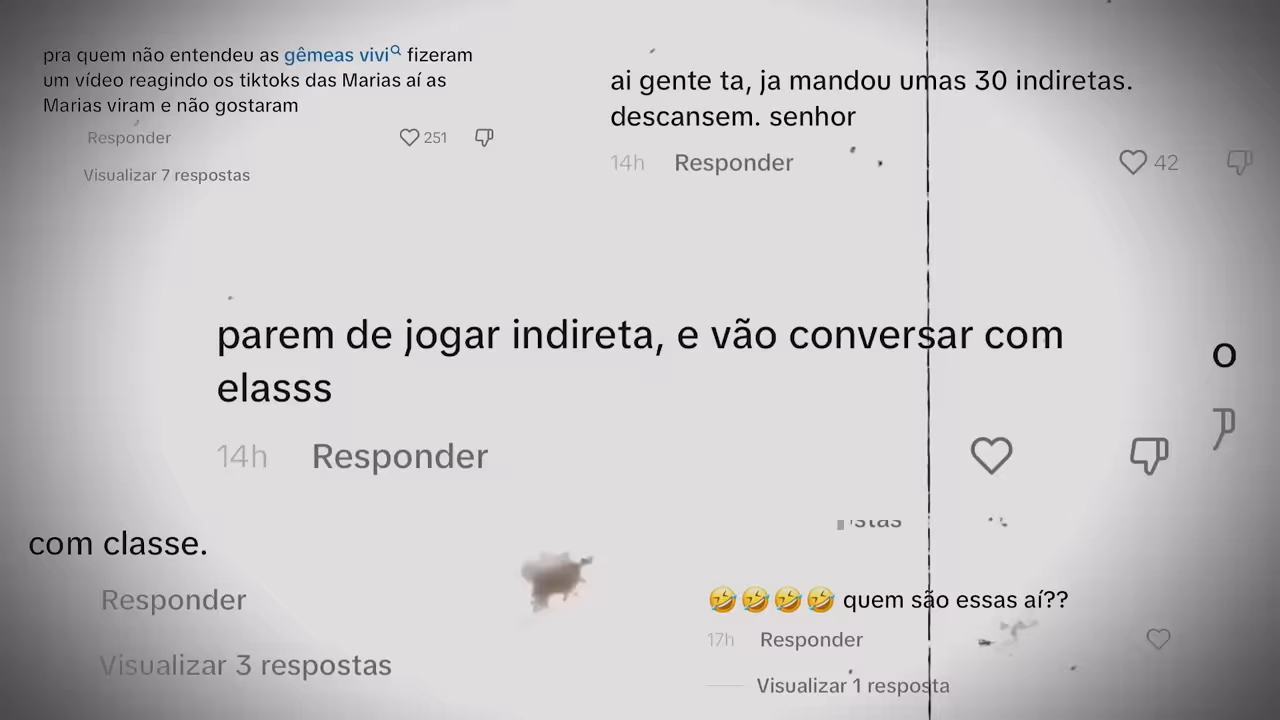 pra quem não entendeu as gêmeas vivi fizeram
um vídeo reagindo os tiktoks das Marias aí as
Marias viram e não gostaram
Responder
251
Visualizar 7 respostas
ai gente ta, ja mandou umas 30 indiretas.
descansem. senhor
14h Responder
42
parem de jogar indireta, e vão conversar com
elasss
14h Responder
o
com classe.
Responder
Visualizar 3 respostas
🤣🤣🤣🤣 quem são essas aí??
17h Responder
Visualizar 1 resposta